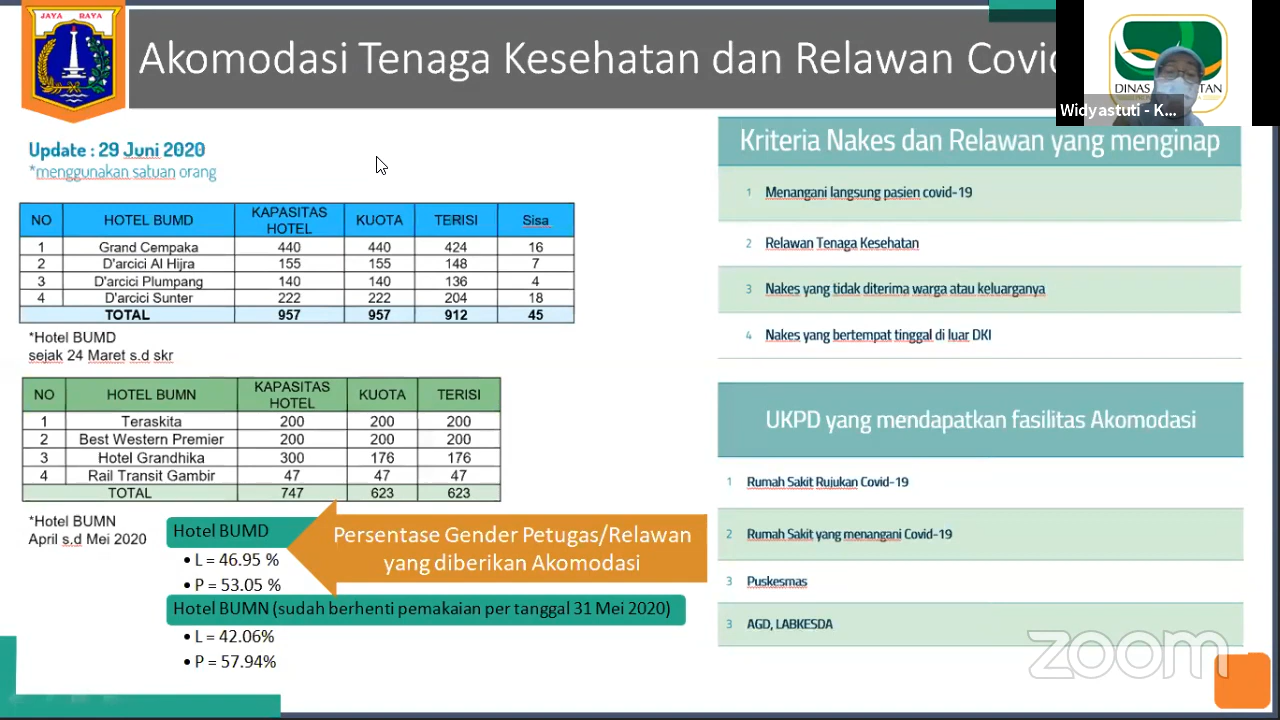 JAYA RAYA
Akomodasi Tenaga Kesehatan dan Relawan Covid
DINAS
Widyastuti - K...
Update : 29 Juni 2020
*menggunakan satuan orang
NO HOTEL BUMD KAPASITAS HOTEL KUOTA TERISI Sisa
1 Grand Cempaka 440 440 424 16
2 D'arcici Al Hijra 155 155 148 7
3 D'arcici Plumpang 140 140 136 4
4 D'arcici Sunter 222 222 204 18
TOTAL 957 957 912 45
*Hotel BUMD
sejak 24 Maret s.d skr
NO HOTEL BUMN KAPASITAS HOTEL KUOTA TERISI
1 Teraskita 200 200 200
2 Best Western Premier 200 200 200
3 Hotel Grandhika 300 176 176
4 Rail Transit Gambir 47 47 47
TOTAL 747 623 623
*Hotel BUMN
April s.d Mei 2020
Hotel BUMD
• L = 46.95 %
• P = 53.05 %
Persentase Gender Petugas/Relawan
yang diberikan Akomodasi
Hotel BUMN (sudah berhenti pemakaian per tanggal 31 Mei 2020)
• L = 42.06%
• P = 57.94%
Kriteria Nakes dan Relawan yang menginap
1 Menangani langsung pasien covid-19
2 Relawan Tenaga Kesehatan
3 Nakes yang tidak diterima warga atau keluarganya
4 Nakes yang bertempat tinggal di luar DKI
UKPD yang mendapatkan fasilitas Akomodasi
1 Rumah Sakit Rujukan Covid-19
2 Rumah Sakit yang menangani Covid-19
3 Puskesmas
3 AGD, LABKESDA
zoom